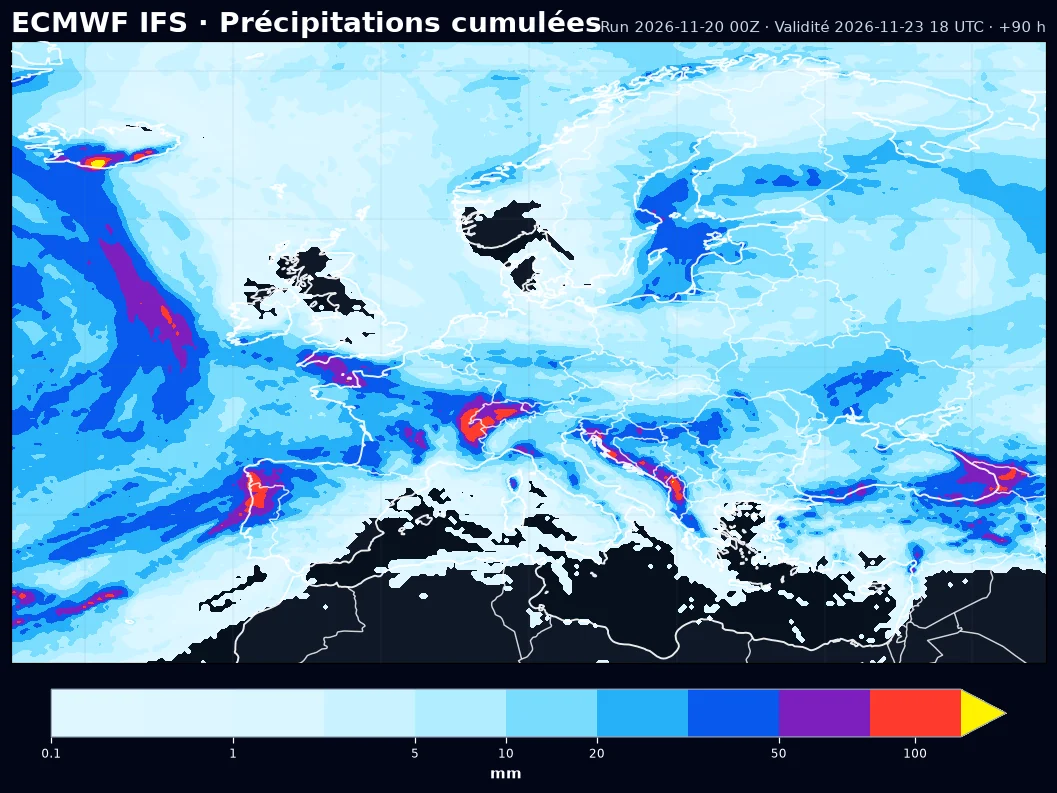 ECMWF IFS · Précipitations cumulées
Run 2026-11-20 00Z · Validité 2026-11-23 18 UTC · +90 h
0.1 1 5 10 20 50 100
mm